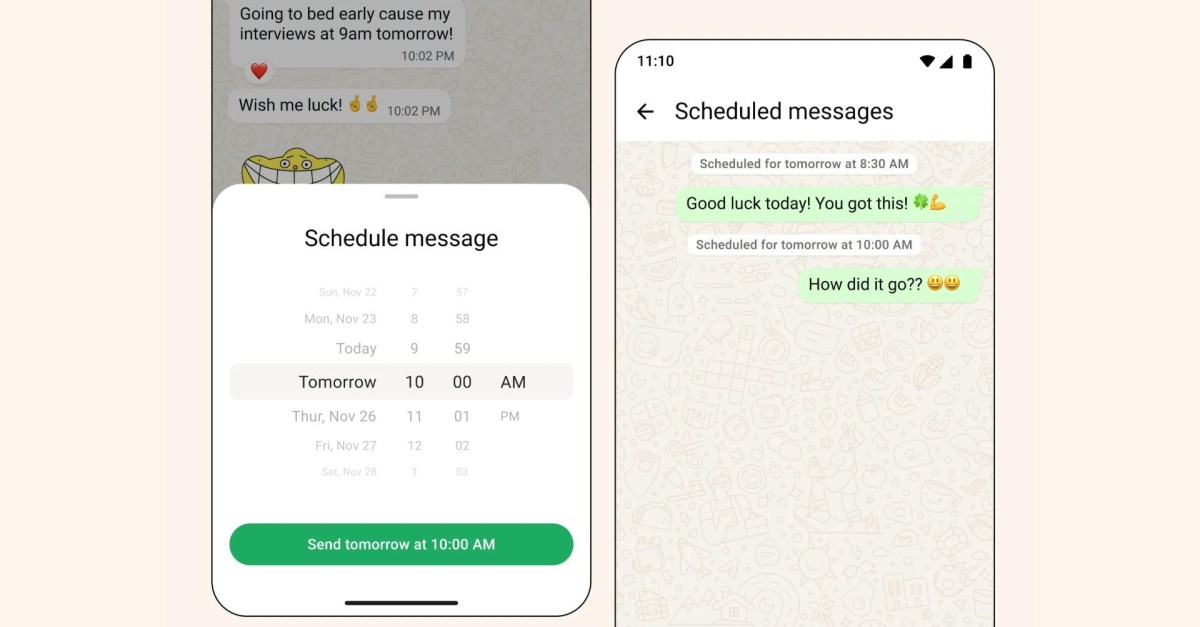 Going to bed early cause my
interviews at 9am tomorrow!
10:02 PM
❤️
Wish me luck! 🤞🤞 10:02 PM
Schedule message
Sun, Nov 22 7 57
Mon, Nov 23 8 58
Today 9 59
Tomorrow 10 00 AM
Thur, Nov 26 11 01 PM
Fri, Nov 27 12 02
Sat, Nov 28 1 03
Send tomorrow at 10:00 AM
11:10
Scheduled messages
Scheduled for tomorrow at 8:30 AM
Good luck today! You got this! 🍀💪
Scheduled for tomorrow at 10:00 AM
How did it go?? 😃😃